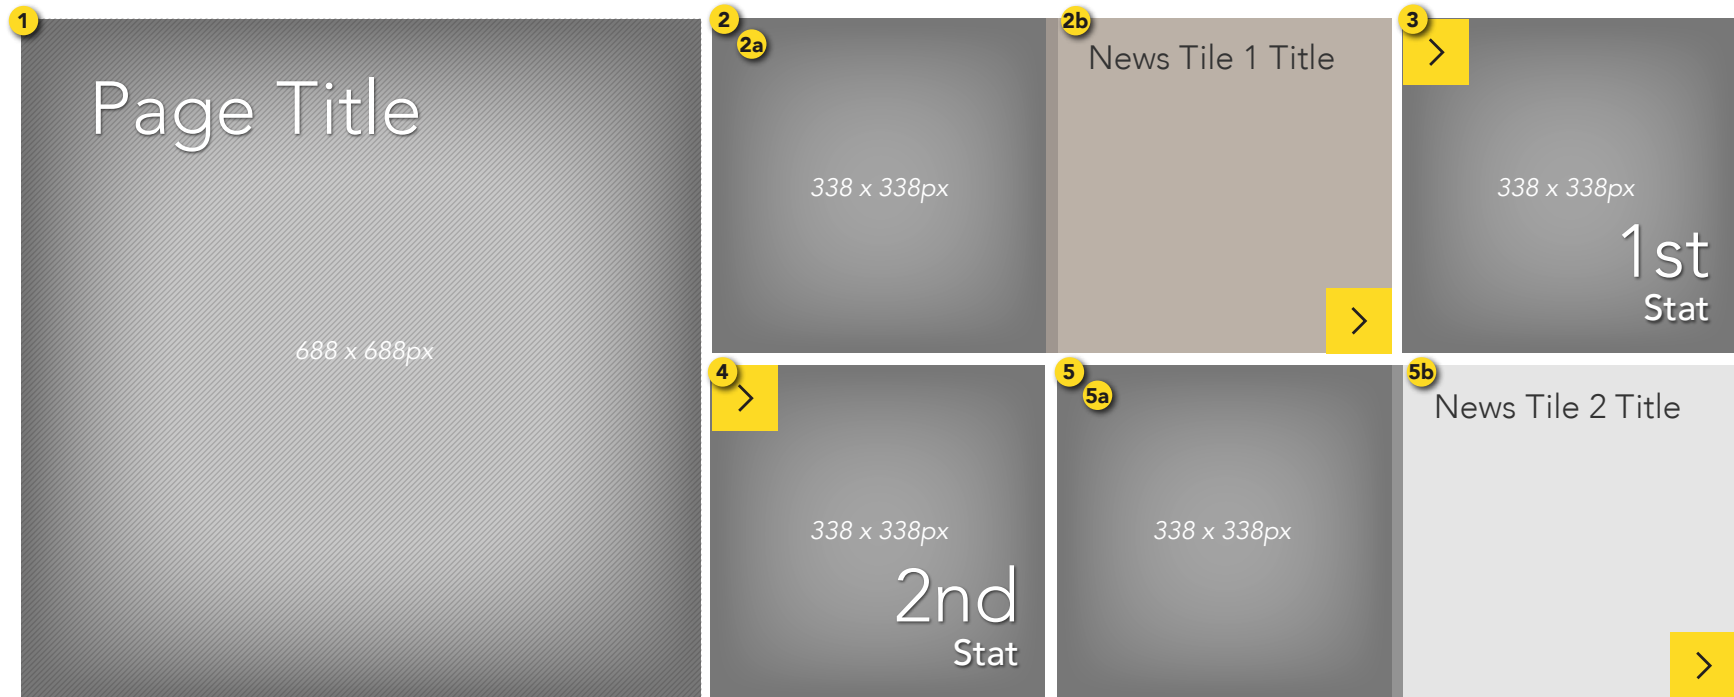 1
Page Title
688 x 688px
2
2a
338 x 338px
2b
News Tile 1 Title
3
338 x 338px
1st
Stat
4
338 x 338px
2nd
Stat
5
5a
338 x 338px
5b
News Tile 2 Title